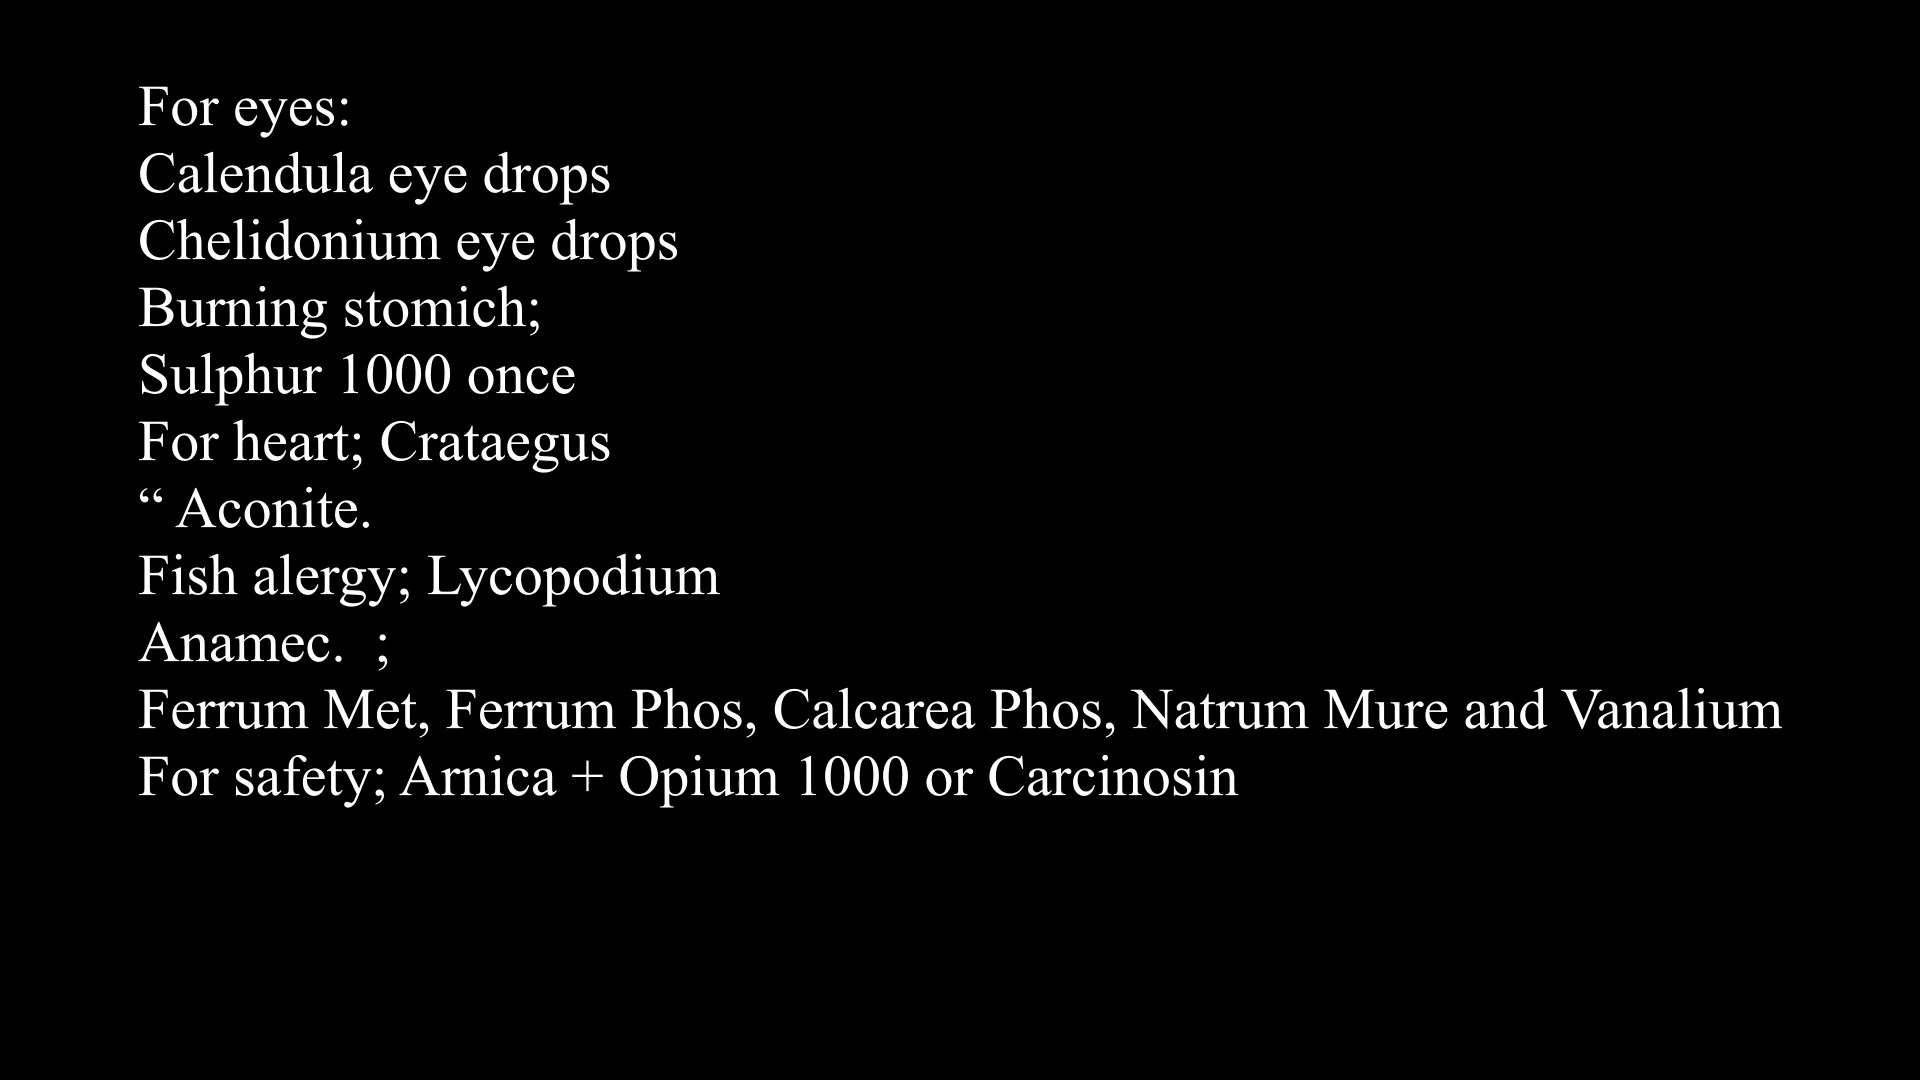 For eyes:
Calendula eye drops
Chelidonium eye drops
Burning stomich;
Sulphur 1000 once
For heart; Crataegus
“ Aconite.
Fish alergy; Lycopodium
Anamec.  ;
Ferrum Met, Ferrum Phos, Calcarea Phos, Natrum Mure and Vanalium
For safety; Arnica + Opium 1000 or Carcinosin